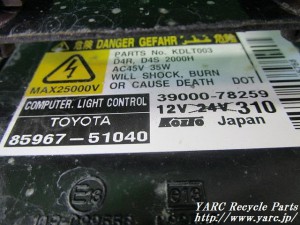 危険 DANGER GEFAHR خطر 危险
PARTS No. KDLT003
D4R, D4S 2000H
AC45V 35W
WILL SHOCK, BURN
OR CAUSE DEATH DOT
MAX25000V
COMPUTER. LIGHT CONTROL
TOYOTA
85967-51040
39000-78259
12V 24V 310
KOITO Japan
YARC Recycle Parts
http://www.yarc.jp/